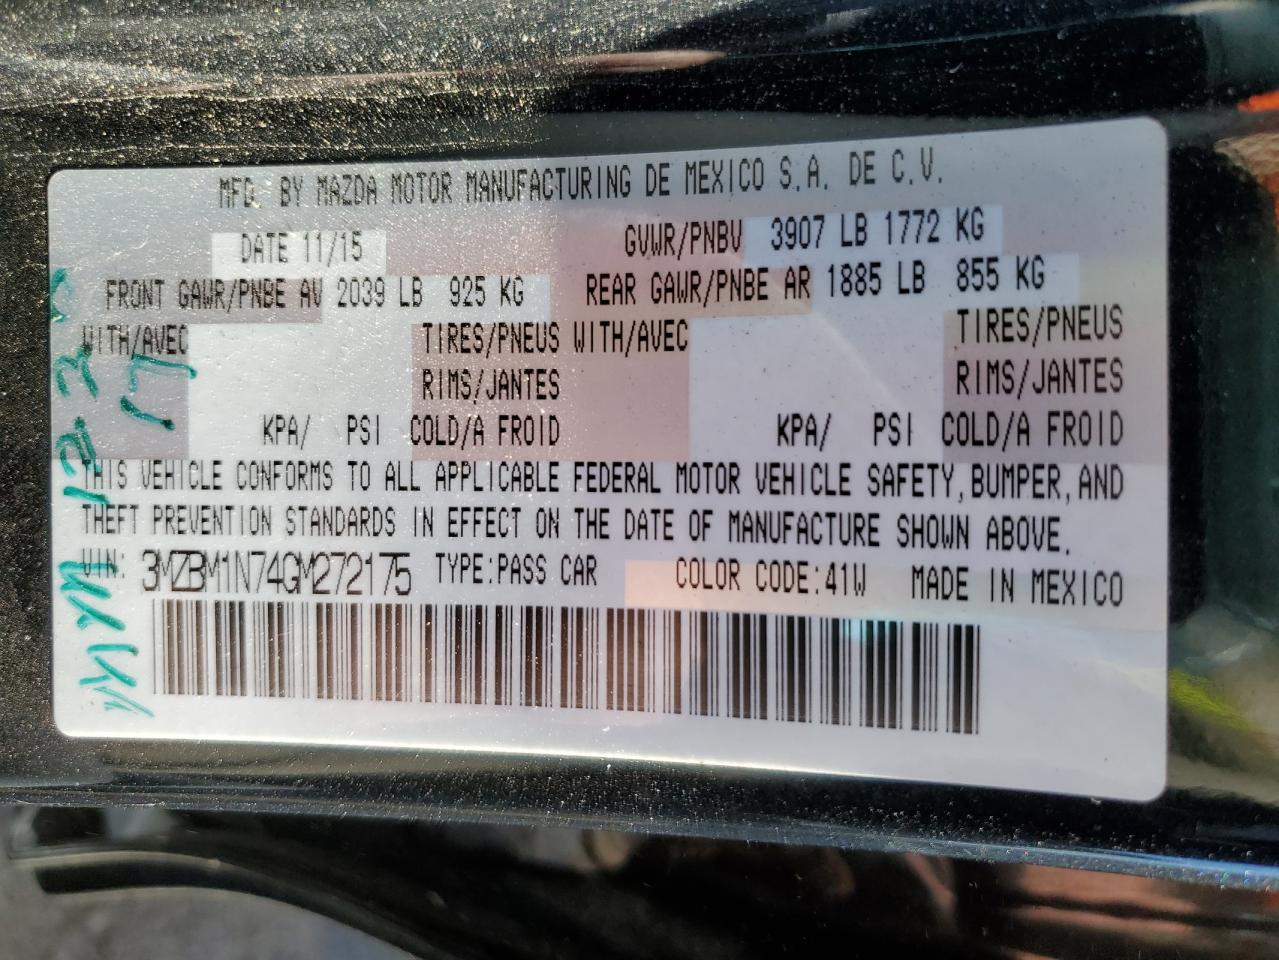 MFD. BY MAZDA MOTOR MANUFACTURING DE MEXICO S.A. DE C.V.
DATE 11/15 GVWR/PNBV 3907 LB 1772 KG
FRONT GAWR/PNBE AV 2039 LB 925 KG REAR GAWR/PNBE AR 1885 LB 855 KG
WITH/AVEC TIRES/PNEUS WITH/AVEC TIRES/PNEUS
RIMS/JANTES RIMS/JANTES
KPA/ PSI COLD/A FROID KPA/ PSI COLD/A FROID
THIS VEHICLE CONFORMS TO ALL APPLICABLE FEDERAL MOTOR VEHICLE SAFETY, BUMPER, AND
THEFT PREVENTION STANDARDS IN EFFECT ON THE DATE OF MANUFACTURE SHOWN ABOVE.
VIN: 3MZBM1N74GM272175 TYPE:PASS CAR COLOR CODE:41W MADE IN MEXICO